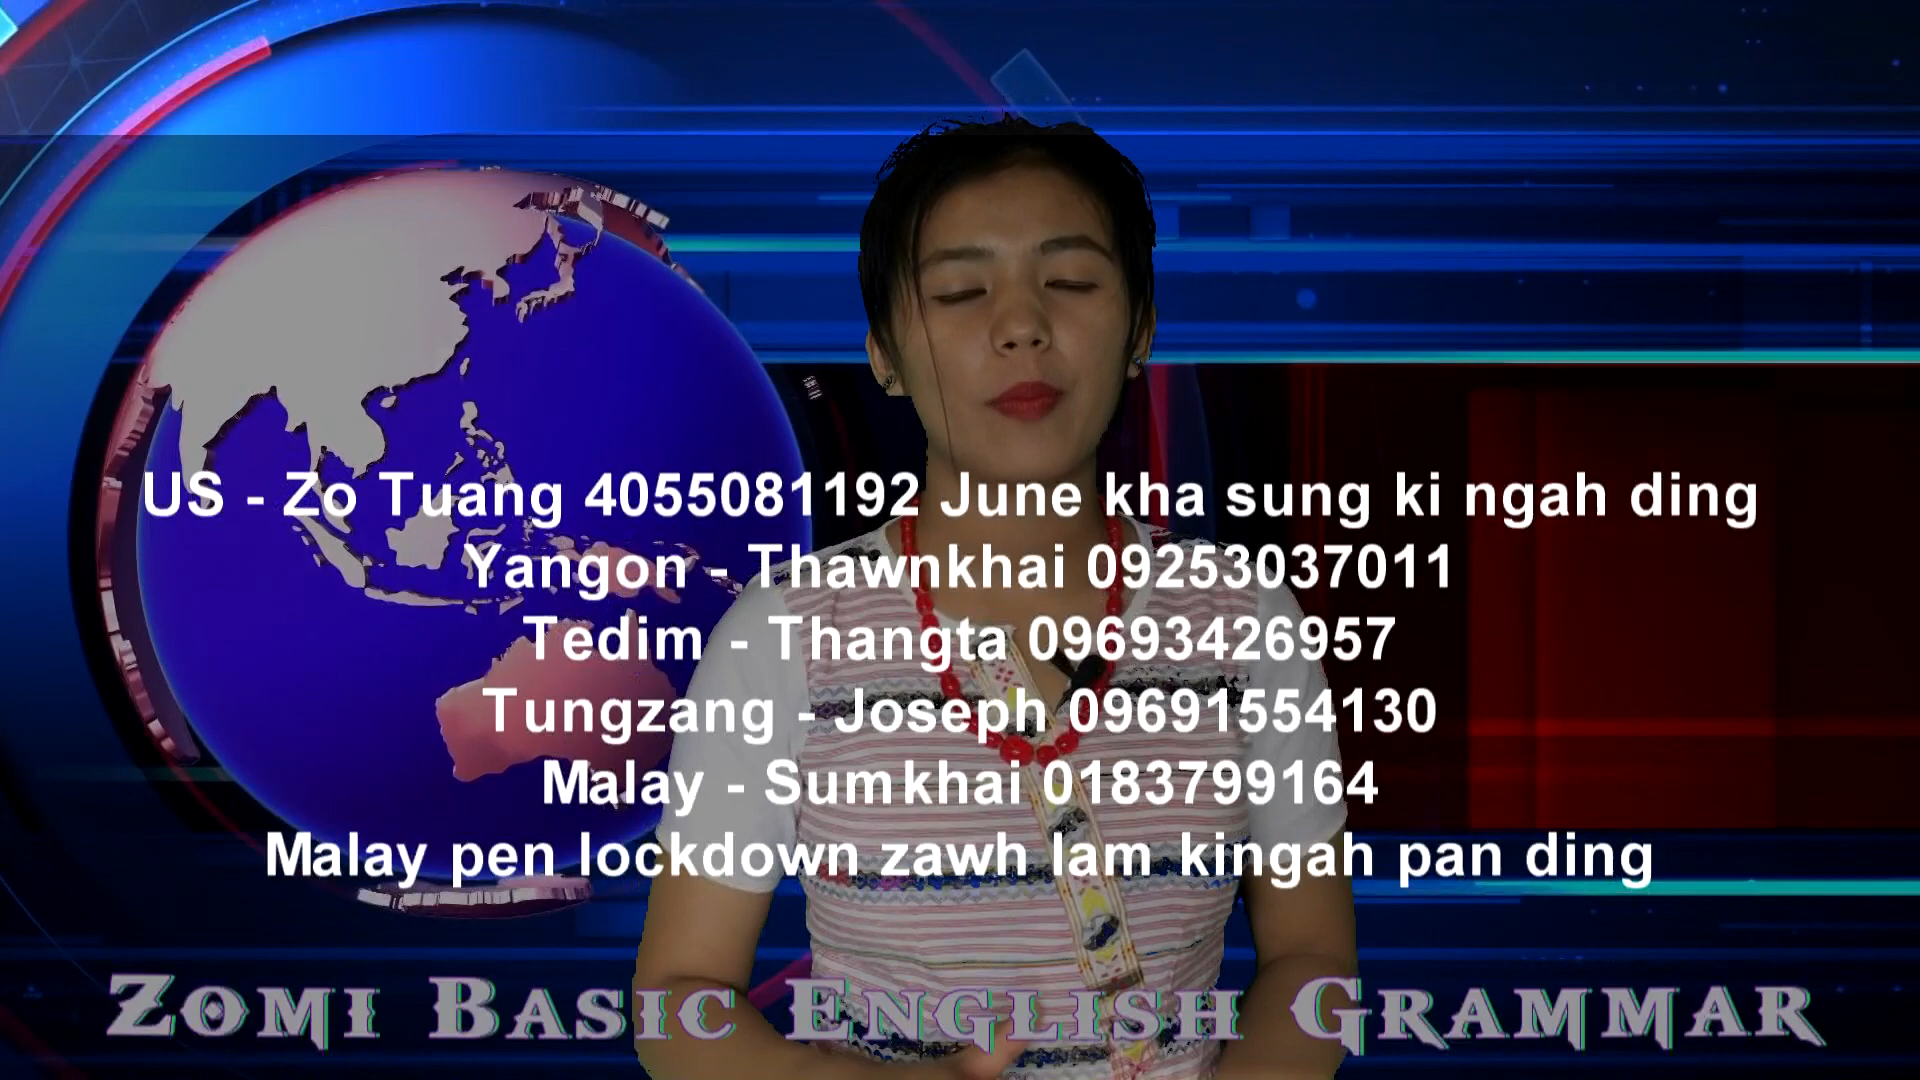 US - Zo Tuang 4055081192 June kha sung ki ngah ding
Yangon - Thawnkhai 09253037011
Tedim - Thangta 09693426957
Tungzang - Joseph 09691554130
Malay - Sumkhai 0183799164
Malay pen lockdown zawh lam kingah pan ding
Zomi Basic English Grammar